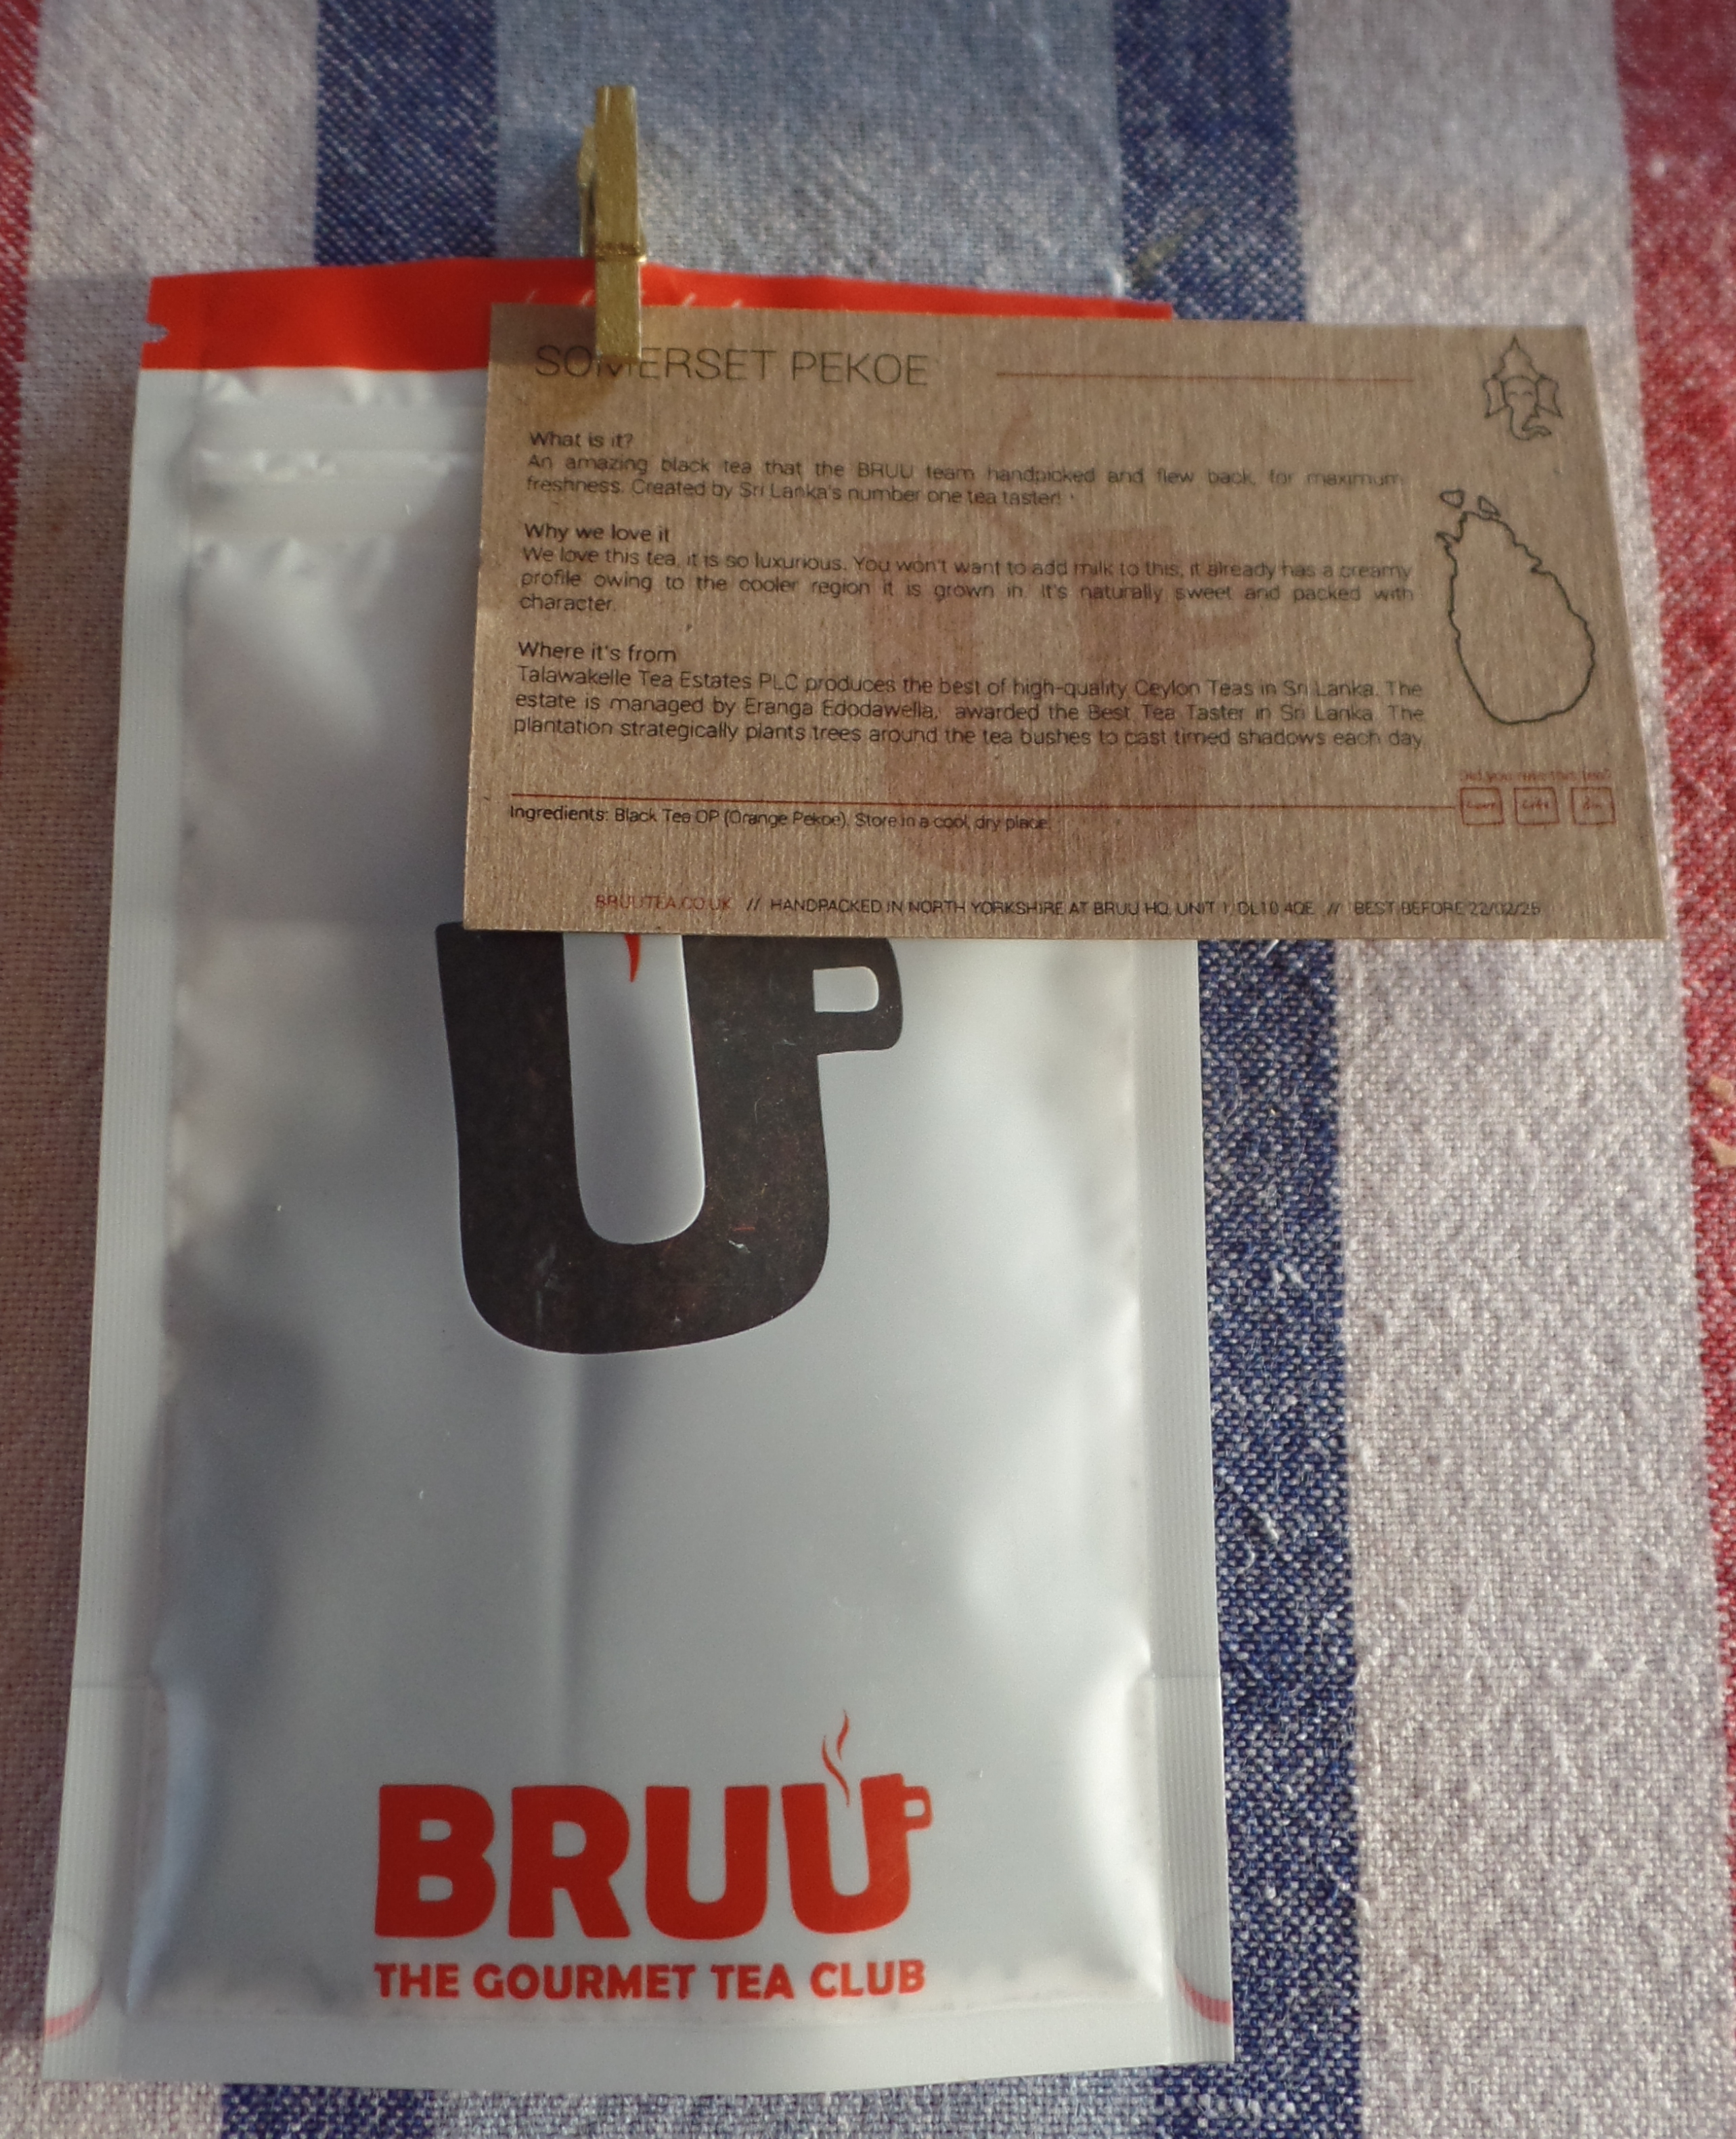 SOMERSET PEKOE
What is it?
An amazing black tea that the BRUU team handpicked and flew back, for maximum
freshness. Created by Sri Lanka's number one tea taster!
Why we love it
We love this tea, it is so luxurious. You won't want to add milk to this, it already has a creamy
profile owing to the cooler region it is grown in. It's naturally sweet and packed with
character.
Where it's from
Talawakelle Tea Estates PLC produces the best of high-quality Ceylon Teas in Sri Lanka. The
estate is managed by Eranga Edodawella, awarded the Best Tea Taster in Sri Lanka. The
plantation strategically plants trees around the tea bushes to cast timed shadows each day.
Did you this tea?
Ingredients: Black Tea OP (Orange Pekoe). Store in a cool, dry place.
BRUUTEA.CO.UK // HANDPACKED IN NORTH YORKSHIRE AT BRUU HQ, UNIT 1, DL10 4QE // BEST BEFORE
BRUU
THE GOURMET TEA CLUB